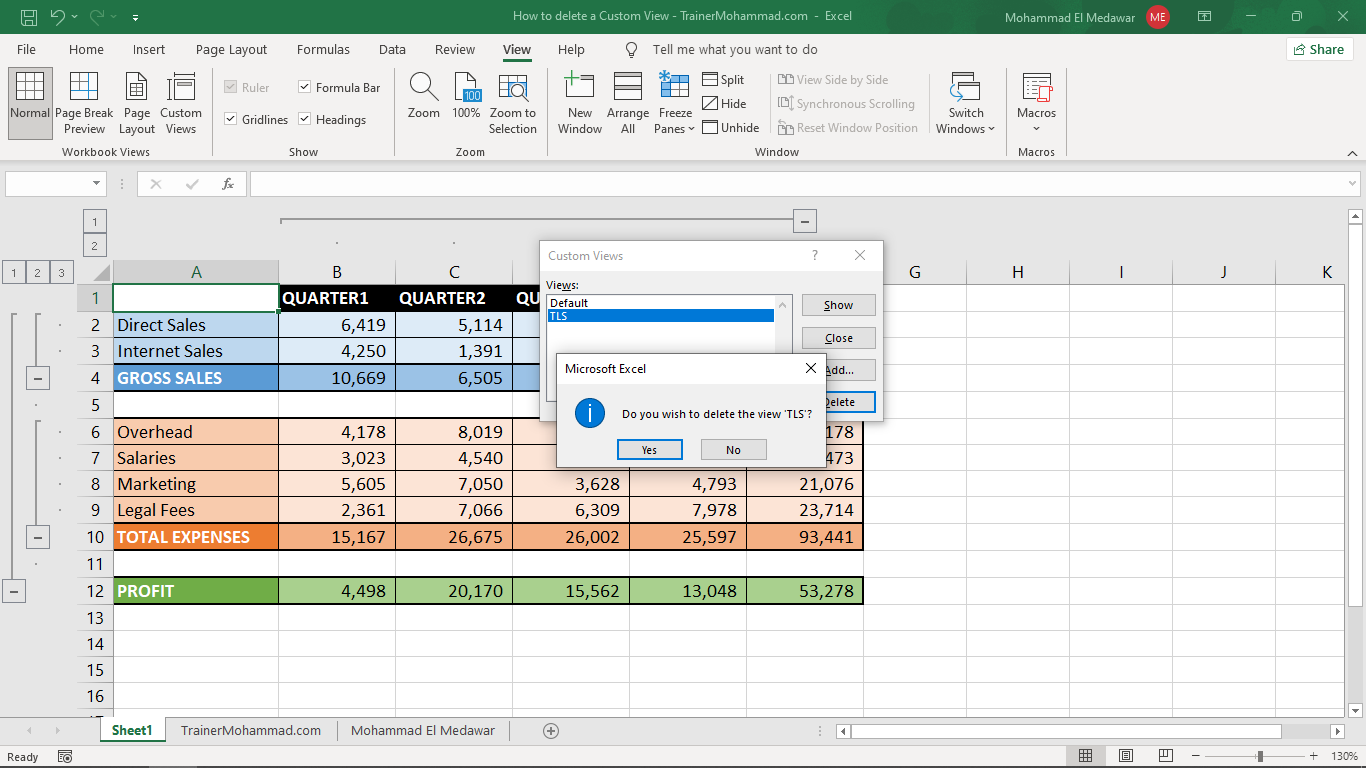 How to delete a Custom View - TrainerMohammad.com - Excel
Mohammad El Medawar ME
File Home Insert Page Layout Formulas Data Review View Help Tell me what you want to do Share
Normal Page Break Preview Page Layout Custom Views
Workbook Views
Ruler Formula Bar
Gridlines Headings
Show
Zoom 100% Zoom to Selection
100
Zoom
New Window Arrange All Freeze Panes
Split
Hide
Unhide
View Side by Side
Synchronous Scrolling
Reset Window Position
Switch Windows
Window
Macros
Macros
fx
1
2
1 2 3
A B C G H I J K
1 QUARTER1 QUARTER2 QU
2 Direct Sales 6,419 5,114
3 Internet Sales 4,250 1,391
4 GROSS SALES 10,669 6,505
5
6 Overhead 4,178 8,019 178
7 Salaries 3,023 4,540 473
8 Marketing 5,605 7,050 3,628 4,793 21,076
9 Legal Fees 2,361 7,066 6,309 7,978 23,714
10 TOTAL EXPENSES 15,167 26,675 26,002 25,597 93,441
11
12 PROFIT 4,498 20,170 15,562 13,048 53,278
13
14
15
16
Custom Views ?
Views:
Default
TLS
Show
Close
Add...
Delete
Microsoft Excel
i
Do you wish to delete the view 'TLS'?
Yes No
Sheet1 TrainerMohammad.com Mohammad El Medawar
Ready 130%